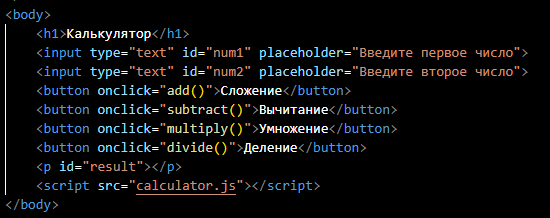 <body>
<h1>Калькулятор</h1>
<input type="text" id="num1" placeholder="Введите первое число">
<input type="text" id="num2" placeholder="Введите второе число">
<button onclick="add()">Сложение</button>
<button onclick="subtract()">Вычитание</button>
<button onclick="multiply()">Умножение</button>
<button onclick="divide()">Деление</button>
<p id="result"></p>
<script src="calculator.js"></script>
</body>